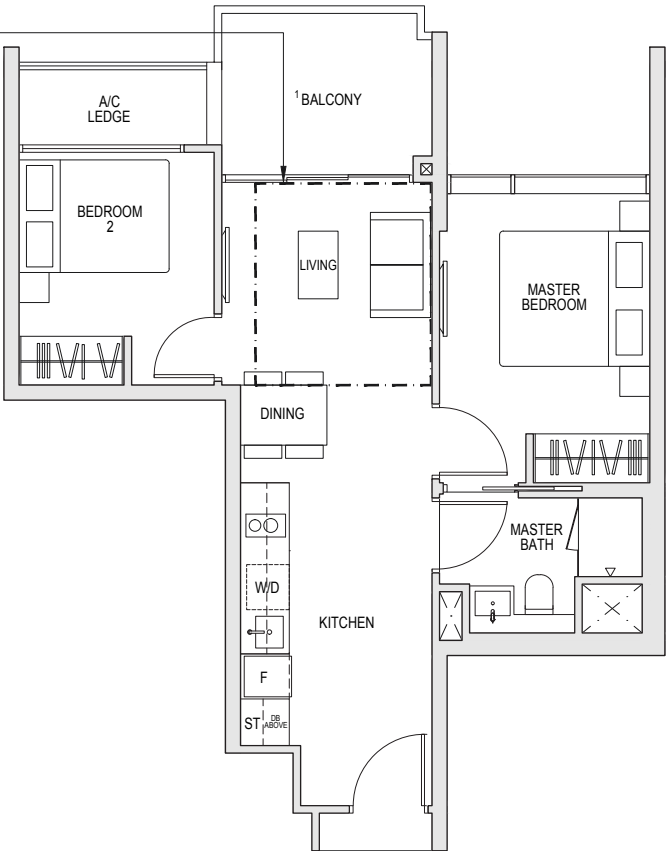 A/C
LEDGE
1 BALCONY
BEDROOM
2
LIVING
MASTER
BEDROOM
DINING
MASTER
BATH
W/D
KITCHEN
F
ST
DB
ABOVE